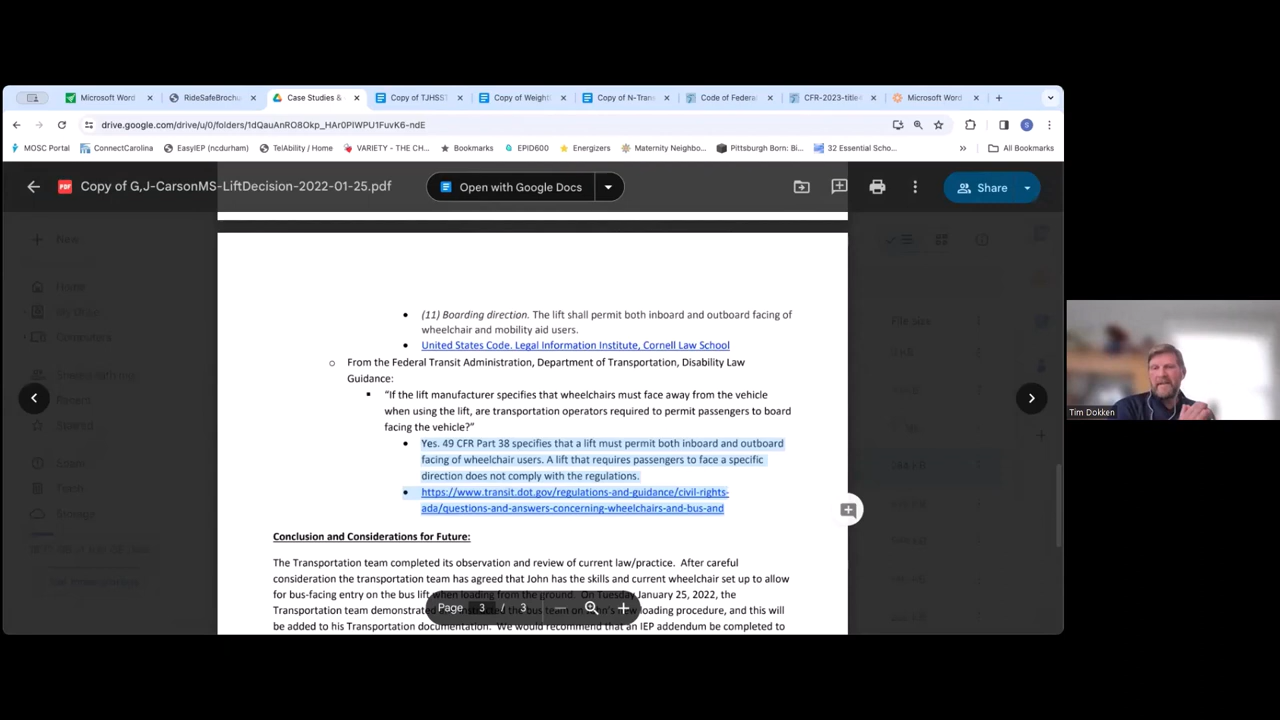 Microsoft Word
RideSafeBrochu
Case Studies &
Copy of TJHSST
Copy of Weight
Copy of N-Tran
Code of Federa
CFR-2023-title
Microsoft Word
drive.google.com/drive/u/0/folders/1dQauAnRO8Okp_HAr0PIWPU1FuvK6-ndE
S
MOSC Portal
ConnectCarolina
EasyIEP (ncdurham)
TelAbility / Home
VARIETY - THE CH...
Bookmarks
EPID600
Energizers
Maternity Neighbo...
Pittsburgh Born: Bi...
32 Essential Scho...
All Bookmarks
PDF
Copy of G,J-CarsonMS-LiftDecision-2022-01-25.pdf
Open with Google Docs
Share
New
Home
Computers
File size
Storage
(11) Boarding direction. The lift shall permit both inboard and outboard facing of
wheelchair and mobility aid users.
United States Code. Legal Information Institute, Cornell Law School
From the Federal Transit Administration, Department of Transportation, Disability Law
Guidance:
“If the lift manufacturer specifies that wheelchairs must face away from the vehicle
when using the lift, are transportation operators required to permit passengers to board
facing the vehicle?”
Yes. 49 CFR Part 38 specifies that a lift must permit both inboard and outboard
facing of wheelchair users. A lift that requires passengers to face a specific
direction does not comply with the regulations.
https://www.transit.dot.gov/regulations-and-guidance/civil-rights-
ada/questions-and-answers-concerning-wheelchairs-and-bus-and
Conclusion and Considerations for Future:
The Transportation team completed its observation and review of current law/practice. After careful
consideration the transportation team has agreed that John has the skills and current wheelchair set up to allow
for bus-facing entry on the bus lift when loading from the ground. On Tuesday January 25, 2022, the
Transportation team demonstrated the bus team on loading procedure, and this will
be added to his Transportation documentation. We would recommend that an IEP addendum be completed to
Page 3 / 3
Tim Dokken